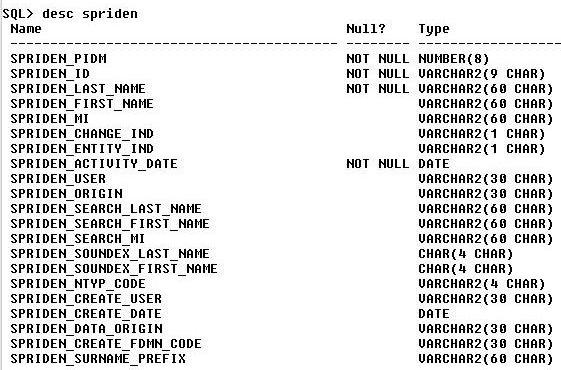 SQL> desc spriden
Name Null? Type
----------------------------------------- -------- ----------------
SPRIDEN_PIDM NOT NULL NUMBER(8)
SPRIDEN_ID NOT NULL VARCHAR2(9 CHAR)
SPRIDEN_LAST_NAME NOT NULL VARCHAR2(60 CHAR)
SPRIDEN_FIRST_NAME VARCHAR2(60 CHAR)
SPRIDEN_MI VARCHAR2(60 CHAR)
SPRIDEN_CHANGE_IND VARCHAR2(1 CHAR)
SPRIDEN_ENTITY_IND VARCHAR2(1 CHAR)
SPRIDEN_ACTIVITY_DATE NOT NULL DATE
SPRIDEN_USER VARCHAR2(30 CHAR)
SPRIDEN_ORIGIN VARCHAR2(30 CHAR)
SPRIDEN_SEARCH_LAST_NAME VARCHAR2(60 CHAR)
SPRIDEN_SEARCH_FIRST_NAME VARCHAR2(60 CHAR)
SPRIDEN_SEARCH_MI VARCHAR2(60 CHAR)
SPRIDEN_SOUNDEX_LAST_NAME CHAR(4 CHAR)
SPRIDEN_SOUNDEX_FIRST_NAME CHAR(4 CHAR)
SPRIDEN_NTYP_CODE VARCHAR2(4 CHAR)
SPRIDEN_CREATE_USER VARCHAR2(30 CHAR)
SPRIDEN_CREATE_DATE DATE
SPRIDEN_DATA_ORIGIN VARCHAR2(30 CHAR)
SPRIDEN_CREATE_FDMN_CODE VARCHAR2(30 CHAR)
SPRIDEN_SURNAME_PREFIX VARCHAR2(60 CHAR)